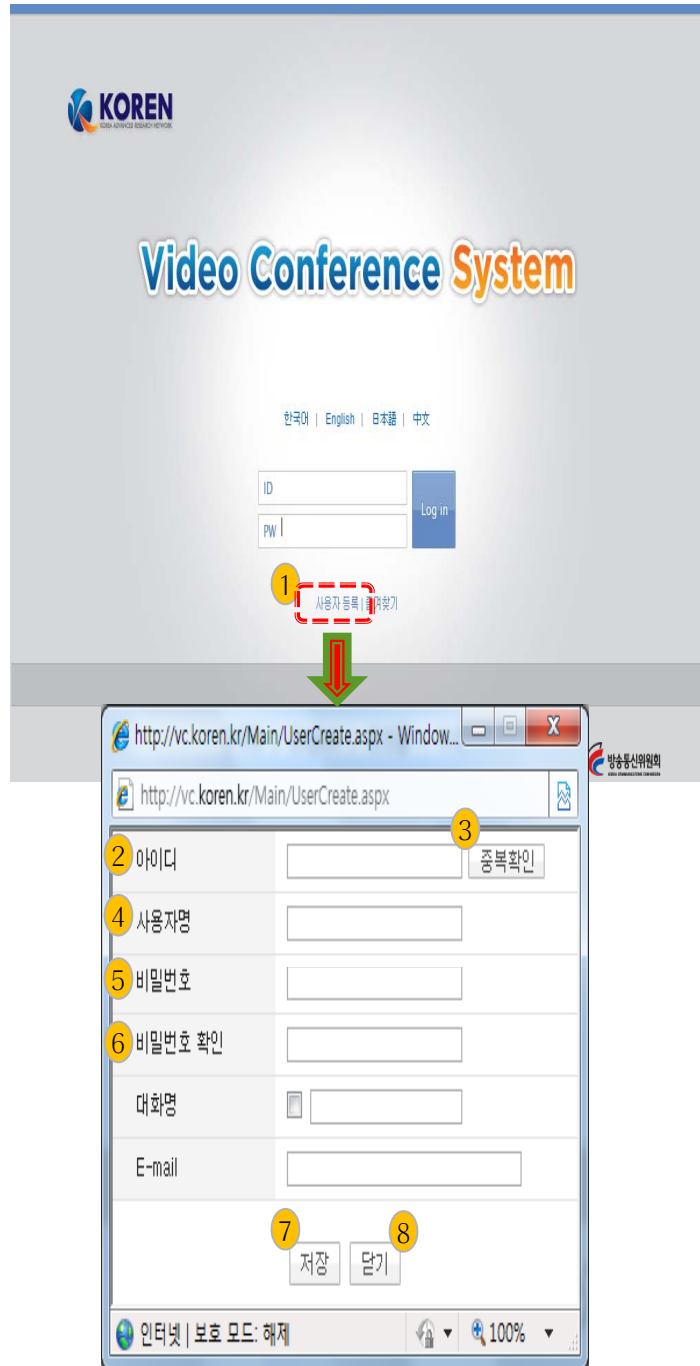 KOREN
KOREA ADVANCED RESEARCH NETWORK
Video Conference System
한국어 | English | 日本語 | 中文
ID
Log in
PW
1
사용자 등록 |
http://vc.koren.kr/Main/UserCreate.aspx - Window...
방송통신위원회
KOREA COMMUNICATIONS COMMISSION
http://vc.koren.kr/Main/UserCreate.aspx
3
2 아이디 중복확인
4 사용자명
5 비밀번호
6 비밀번호 확인
대화명
E-mail
7 8
저장 닫기
인터넷 | 보호 모드: 해제 100%